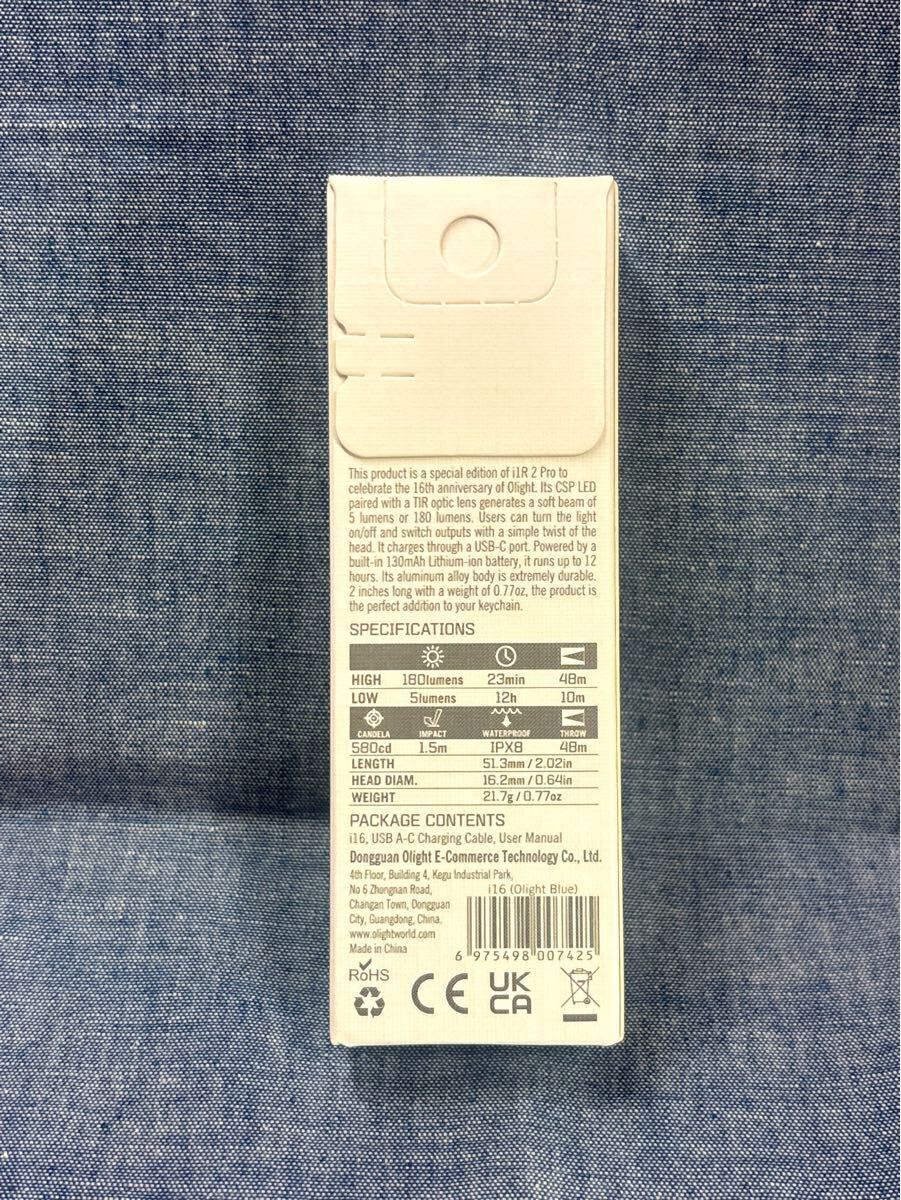 This product is a special edition of i1R 2 Pro to
celebrate the 16th anniversary of Olight. Its CSP LED
paired with a TIR optic lens generates a soft beam of
5 lumens or 180 lumens. Users can turn the light
on/off and switch outputs with a simple twist of the
head. It charges through a USB-C port. Powered by a
built-in 130mAh Lithium-ion battery, it runs up to 12
hours. Its aluminum alloy body is extremely durable.
2 inches long with a weight of 0.77oz, the product is
the perfect addition to your keychain.
SPECIFICATIONS
HIGH 180lumens 23min 48m
LOW 5lumens 12h 10m
CANDELA IMPACT WATERPROOF THROW
580cd 1.5m IPX8 48m
LENGTH 51.3mm / 2.02in
HEAD DIAM. 16.2mm / 0.64in
WEIGHT 21.7g / 0.77oz
PACKAGE CONTENTS
i16, USB A-C Charging Cable, User Manual
Dongguan Olight E-Commerce Technology Co., Ltd.
4th Floor, Building 4, Kegu Industrial Park,
No 6 Zhongnan Road,
Changan Town, Dongguan
City, Guangdong, China.
www.olightworld.com
Made in China
i16 (Olight Blue)
6 975498 007425
RoHS
CE
UK
CA